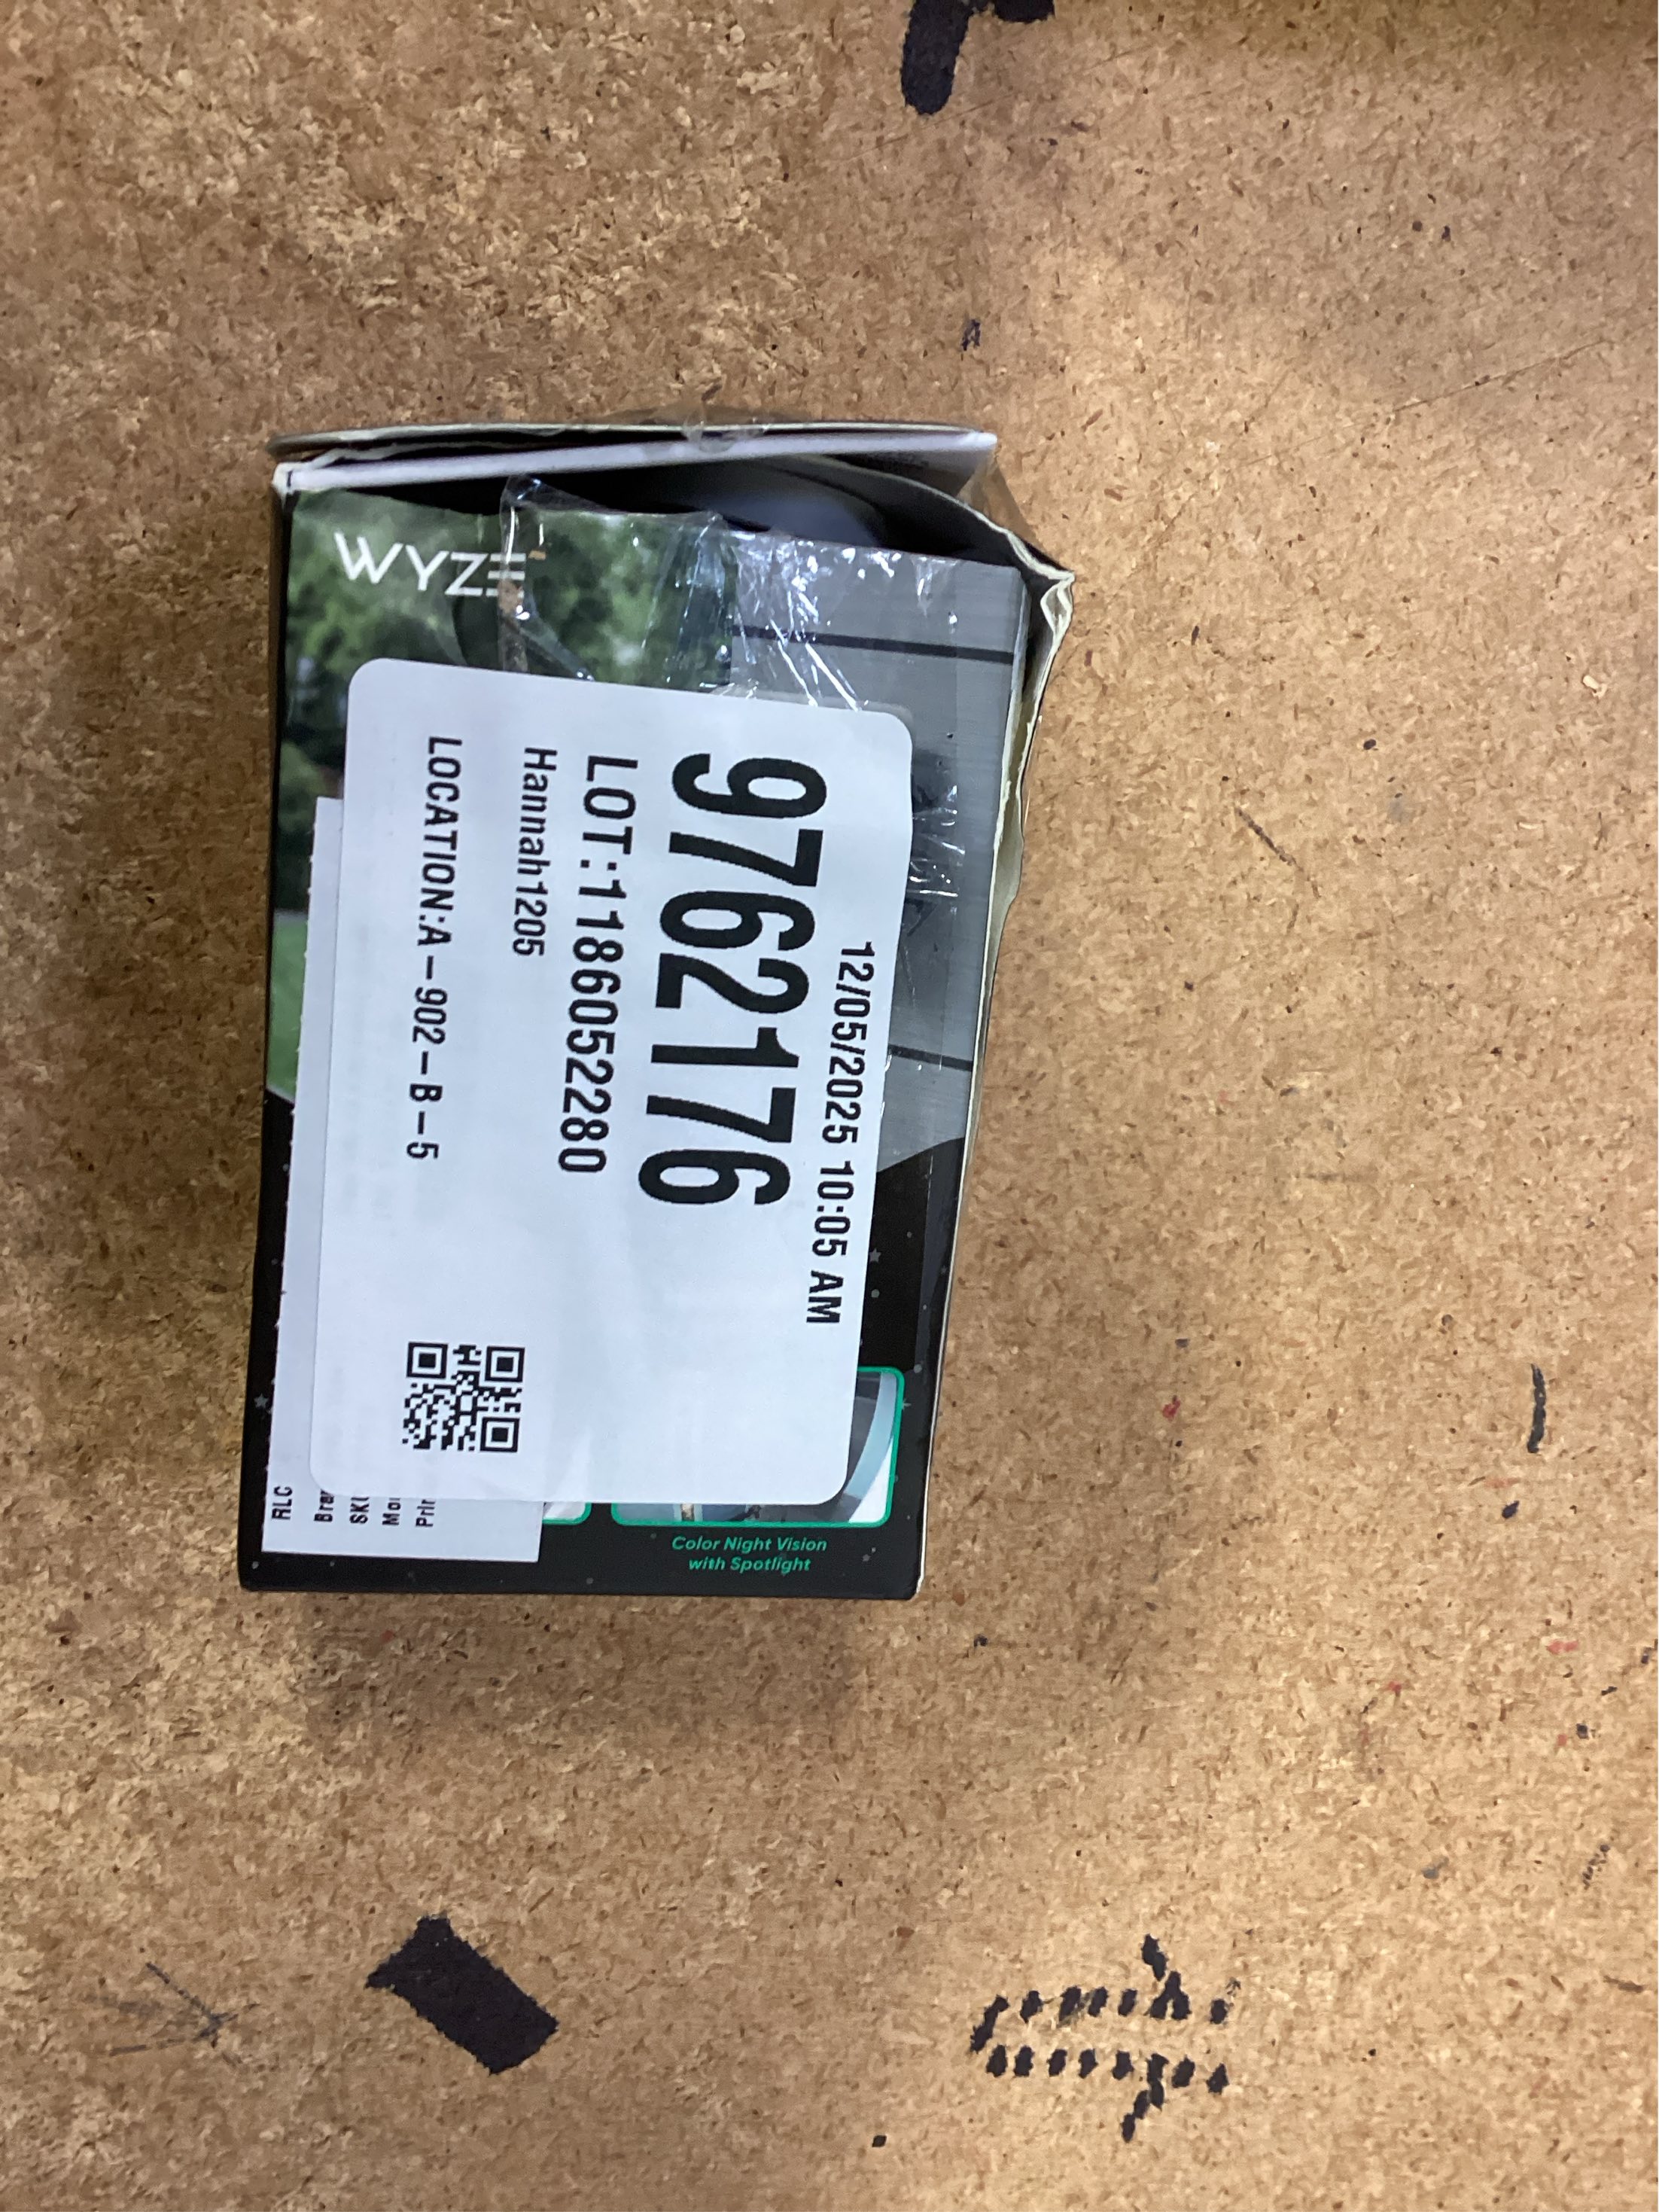 WYZE
12/05/2025 10:05 AM
9762176
LOT:1186052280
Hannah1205
LOCATION:A-902-B-5
RLC
Color Night Vision
with Spotlight